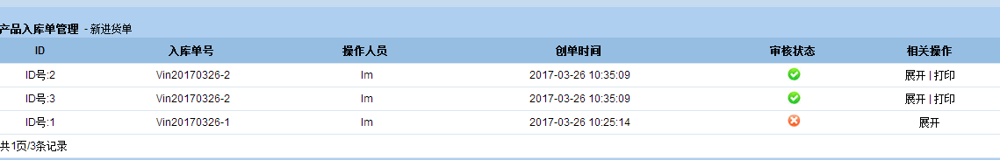 产品入库单管理 - 新进货单
ID 入库单号 操作人员 创单时间 审核状态 相关操作
ID号:2 Vin20170326-2 lm 2017-03-26 10:35:09 展开 | 打印
ID号:3 Vin20170326-2 lm 2017-03-26 10:35:09 展开 | 打印
ID号:1 Vin20170326-1 lm 2017-03-26 10:25:14 展开
共1页/3条记录